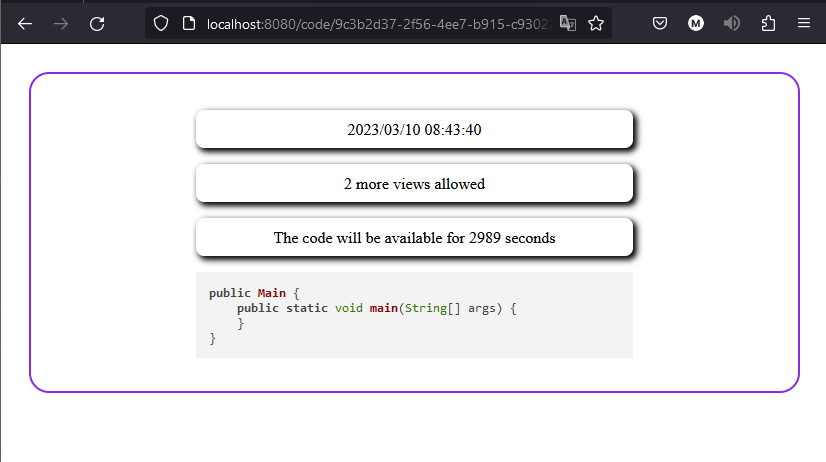 localhost:8080/code/9c3b2d37-2f56-4ee7-b915-c9302
M
2023/03/10 08:43:40
2 more views allowed
The code will be available for 2989 seconds
public Main {
    public static void main(String[] args) {
    }
}